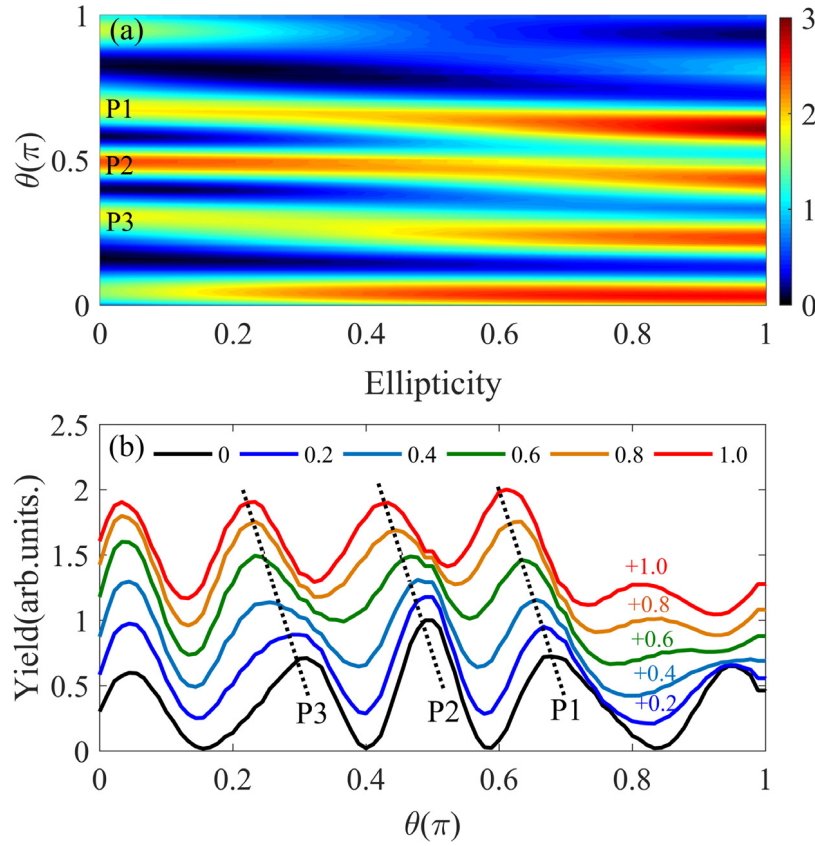 (a)
1
P1
P2
P3
0.5
0
θ(π)
0 0.2 0.4 0.6 0.8 1
Ellipticity
3
2
1
0
(b)
0 0.2 0.4 0.6 0.8 1.0
2.5
2
1.5
1
0.5
0
Yield(arb.units.)
+1.0
+0.8
+0.6
+0.4
+0.2
P3 P2 P1
0 0.2 0.4 0.6 0.8 1
θ(π)